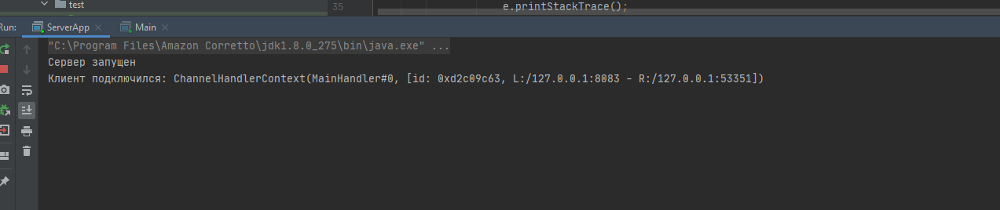 test
35 e.printStackTrace();
Run: ServerApp Main
"C:\Program Files\Amazon Corretto\jdk1.8.0_275\bin\java.exe" ...
Сервер запущен
Клиент подключился: ChannelHandlerContext(MainHandler#0, [id: 0xd2c09c63, L:/127.0.0.1:8083 - R:/127.0.0.1:53351])